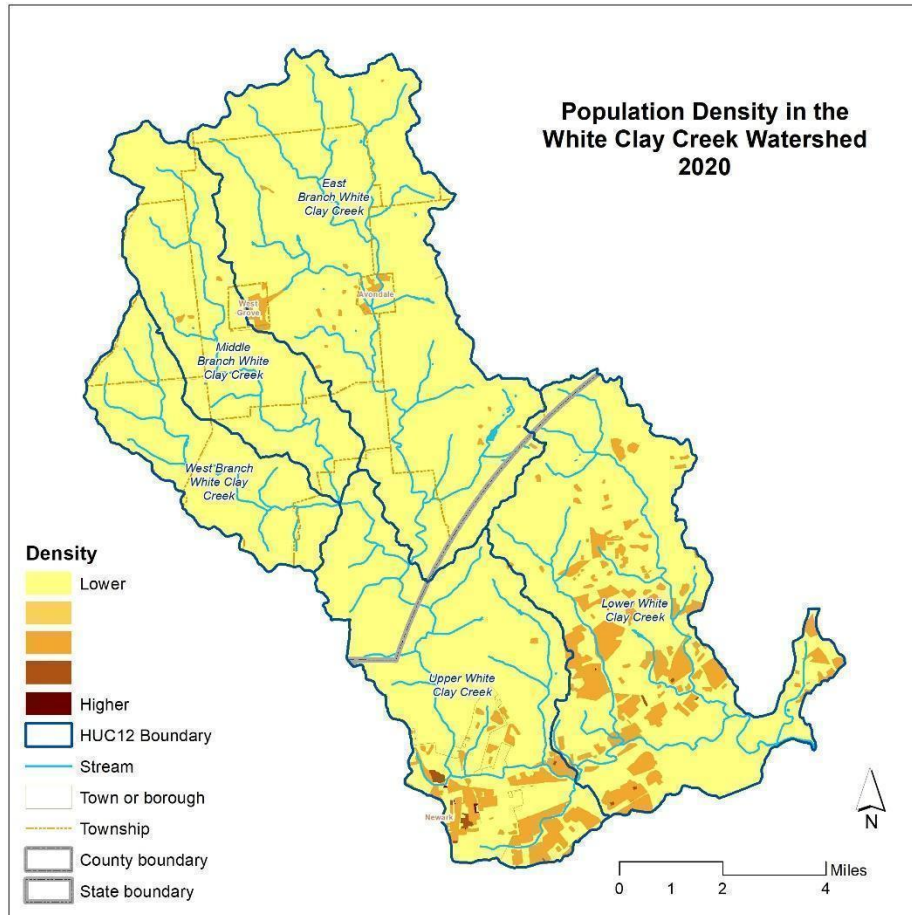 Population Density in the
White Clay Creek Watershed
2020
East
Branch White
Clay Creek
West
Grove
Avondale
Middle
Branch White
Clay Creek
West Branch
White Clay
Creek
Lower White
Clay Creek
Upper White
Clay Creek
Newark
Density
Lower
Higher
HUC12 Boundary
Stream
Town or borough
Township
County boundary
State boundary
N
Miles
0 1 2 4